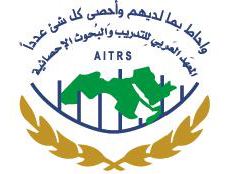 وأحاط بما لديهم وأحصى كل شئ عدداً
المعهد العربي للتدريب والبحوث الإحصائية
AITRS